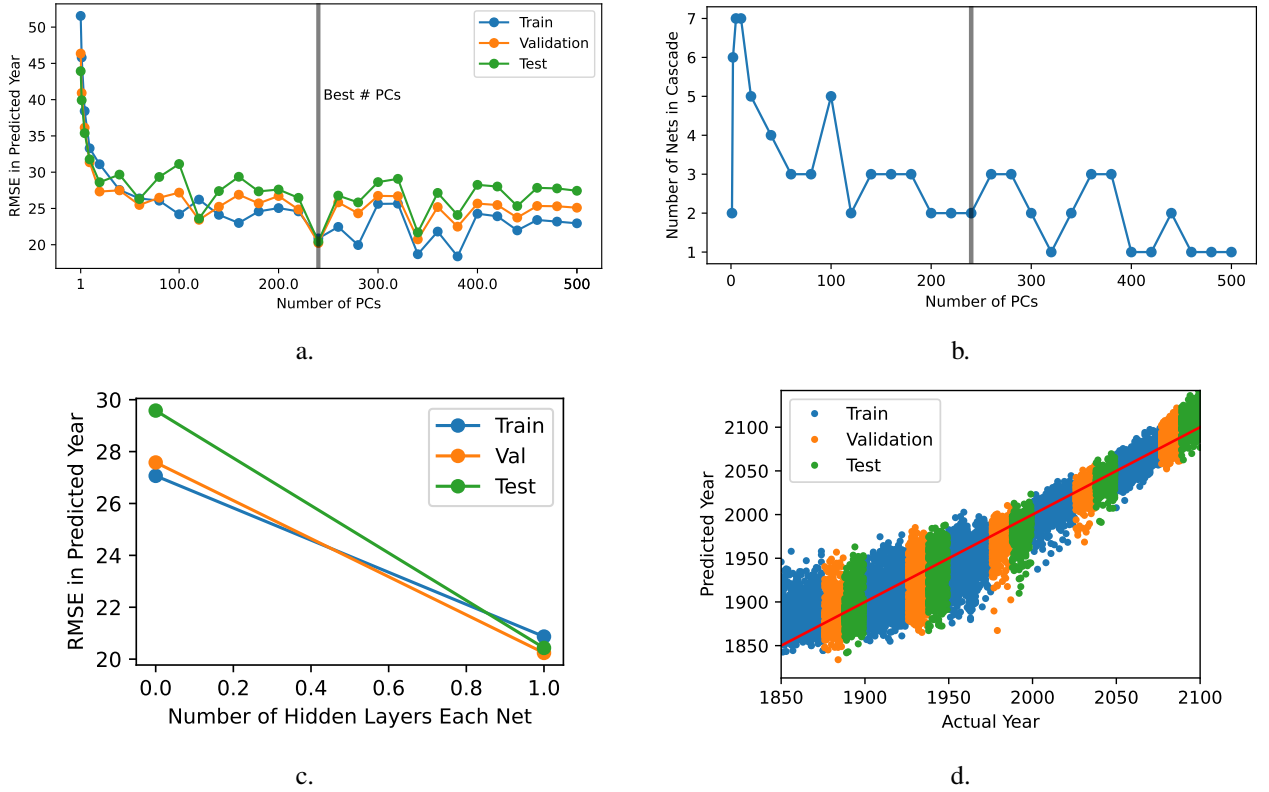 50
45
40
35
30
25
20
RMSE in Predicted Year
Train
Validation
Test
Best # PCs
1 100.0 200.0 300.0 400.0 500
Number of PCs
a.
7
6
5
4
3
2
1
Number of Nets in Cascade
0 100 200 300 400 500
Number of PCs
b.
30
28
26
24
22
20
RMSE in Predicted Year
Train
Val
Test
0.0 0.2 0.4 0.6 0.8 1.0
Number of Hidden Layers Each Net
c.
2100
2050
2000
1950
1900
1850
Predicted Year
Train
Validation
Test
1850 1900 1950 2000 2050 2100
Actual Year
d.